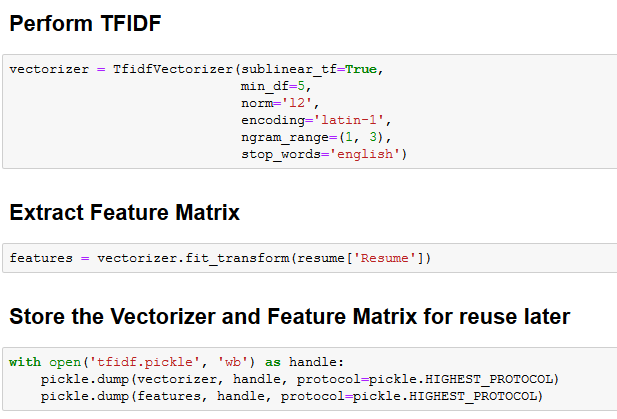 Perform TFIDF
vectorizer = TfidfVectorizer(sublinear_tf=True,
                             min_df=5,
                             norm='l2',
                             encoding='latin-1',
                             ngram_range=(1, 3),
                             stop_words='english')
Extract Feature Matrix
features = vectorizer.fit_transform(resume['Resume'])
Store the Vectorizer and Feature Matrix for reuse later
with open('tfidf.pickle', 'wb') as handle:
    pickle.dump(vectorizer, handle, protocol=pickle.HIGHEST_PROTOCOL)
    pickle.dump(features, handle, protocol=pickle.HIGHEST_PROTOCOL)